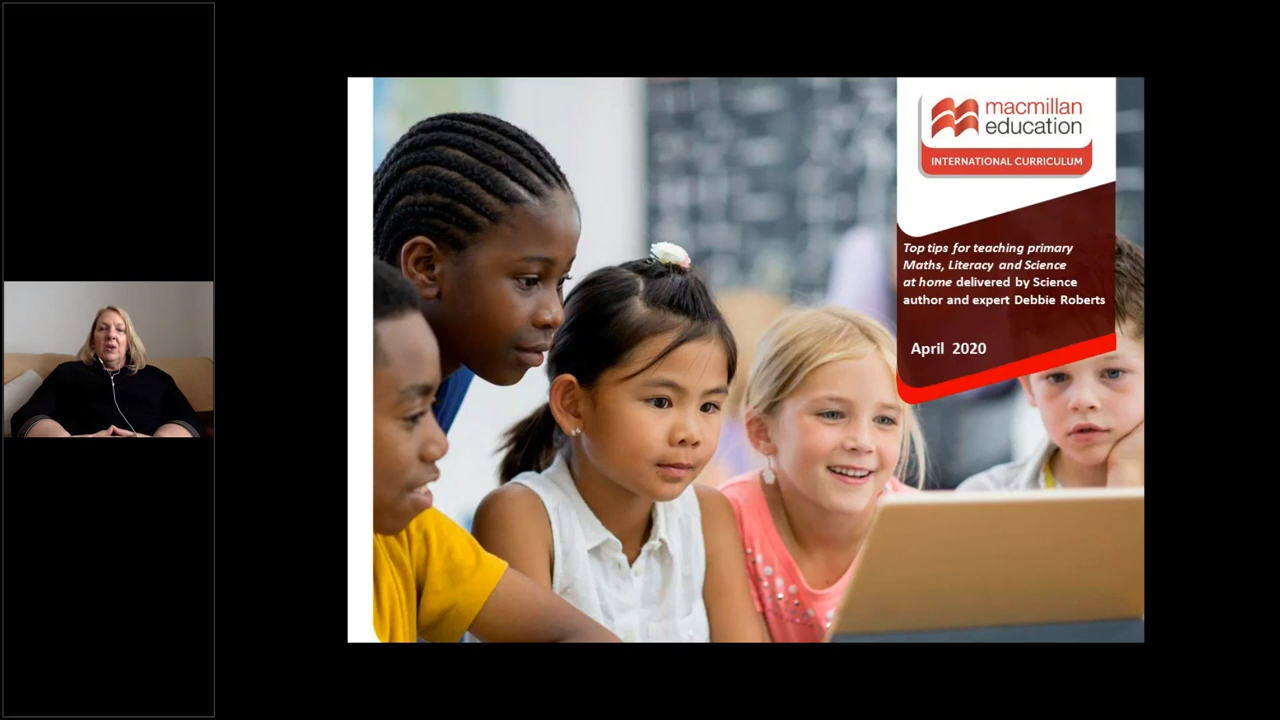 macmillan
education
INTERNATIONAL CURRICULUM
Top tips for teaching primary
Maths, Literacy and Science
at home delivered by Science
author and expert Debbie Roberts
April 2020